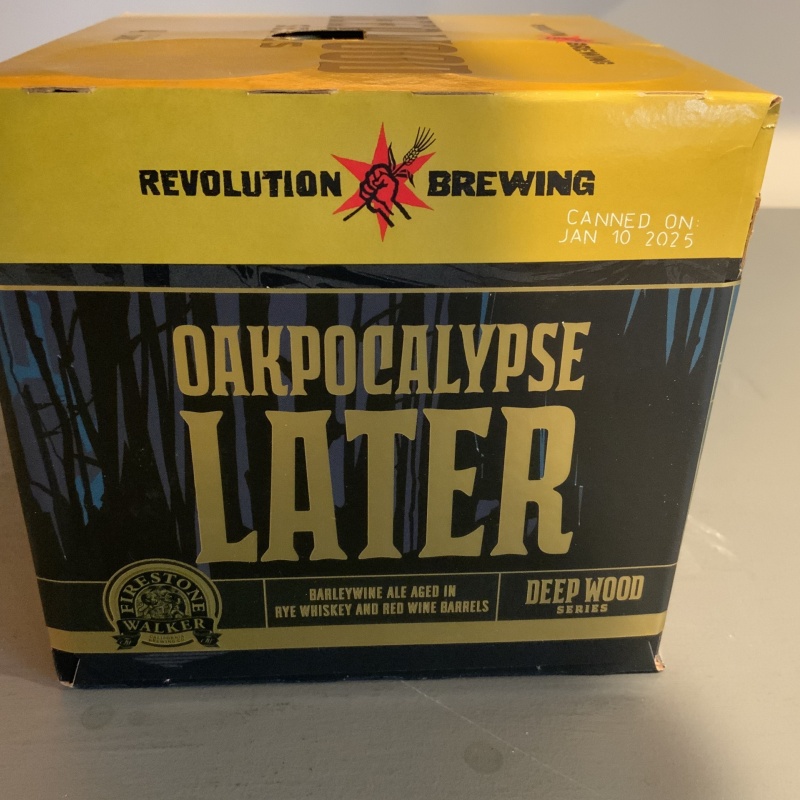 REVOLUTION BREWING
CANNED ON:
JAN 10 2025
OAKPOCALYPSE
LATER
FIRESTONE
WALKER
BARLEYWINE ALE AGED IN
RYE WHISKEY AND RED WINE BARRELS
DEEP WOOD
SERIES